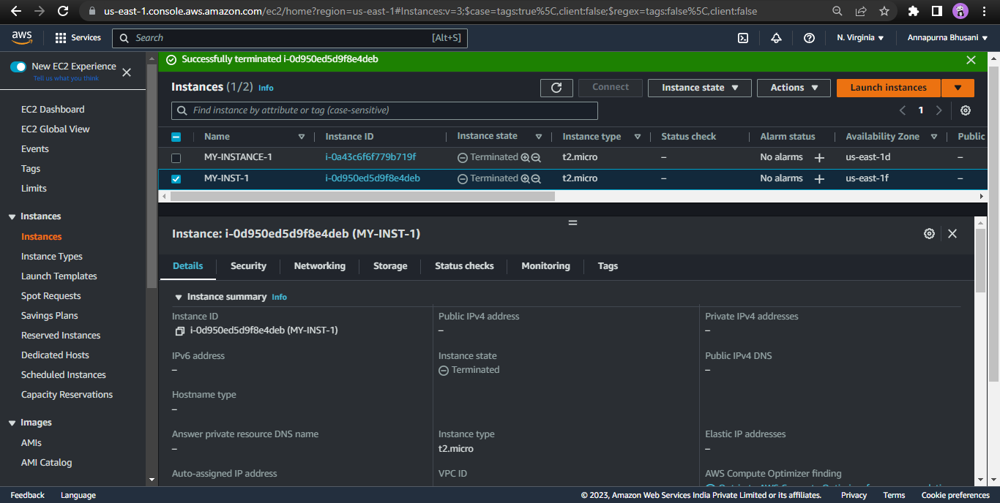 us-east-1.console.aws.amazon.com/ec2/home?region=us-east-1#Instances:v=3;$case=tags:true%5C,client:false;$regex=tags:false%5C,client:false
aws Services Search [Alt+S] N. Virginia Annapurna Bhusani
New EC2 Experience
Tell us what you think
EC2 Dashboard
EC2 Global View
Events
Tags
Limits
Instances
Instances
Instance Types
Launch Templates
Spot Requests
Savings Plans
Reserved Instances
Dedicated Hosts
Scheduled Instances
Capacity Reservations
Images
AMIs
AMI Catalog
Successfully terminated i-0d950ed5d9f8e4deb
Instances (1/2) Info
Connect Instance state Actions Launch instances
Find instance by attribute or tag (case-sensitive)
1
Name Instance ID Instance state Instance type Status check Alarm status Availability Zone Public
MY-INSTANCE-1 i-0a43c6f6f779b719f Terminated t2.micro – No alarms us-east-1d –
MY-INST-1 i-0d950ed5d9f8e4deb Terminated t2.micro – No alarms us-east-1f –
Instance: i-0d950ed5d9f8e4deb (MY-INST-1)
Details Security Networking Storage Status checks Monitoring Tags
Instance summary Info
Instance ID Public IPv4 address Private IPv4 addresses
i-0d950ed5d9f8e4deb (MY-INST-1) – –
IPv6 address Instance state Public IPv4 DNS
– Terminated –
Hostname type
–
Answer private resource DNS name Instance type Elastic IP addresses
– t2.micro –
Auto-assigned IP address VPC ID AWS Compute Optimizer finding
Feedback Language © 2023, Amazon Web Services India Private Limited or its affiliates. Privacy Terms Cookie preferences